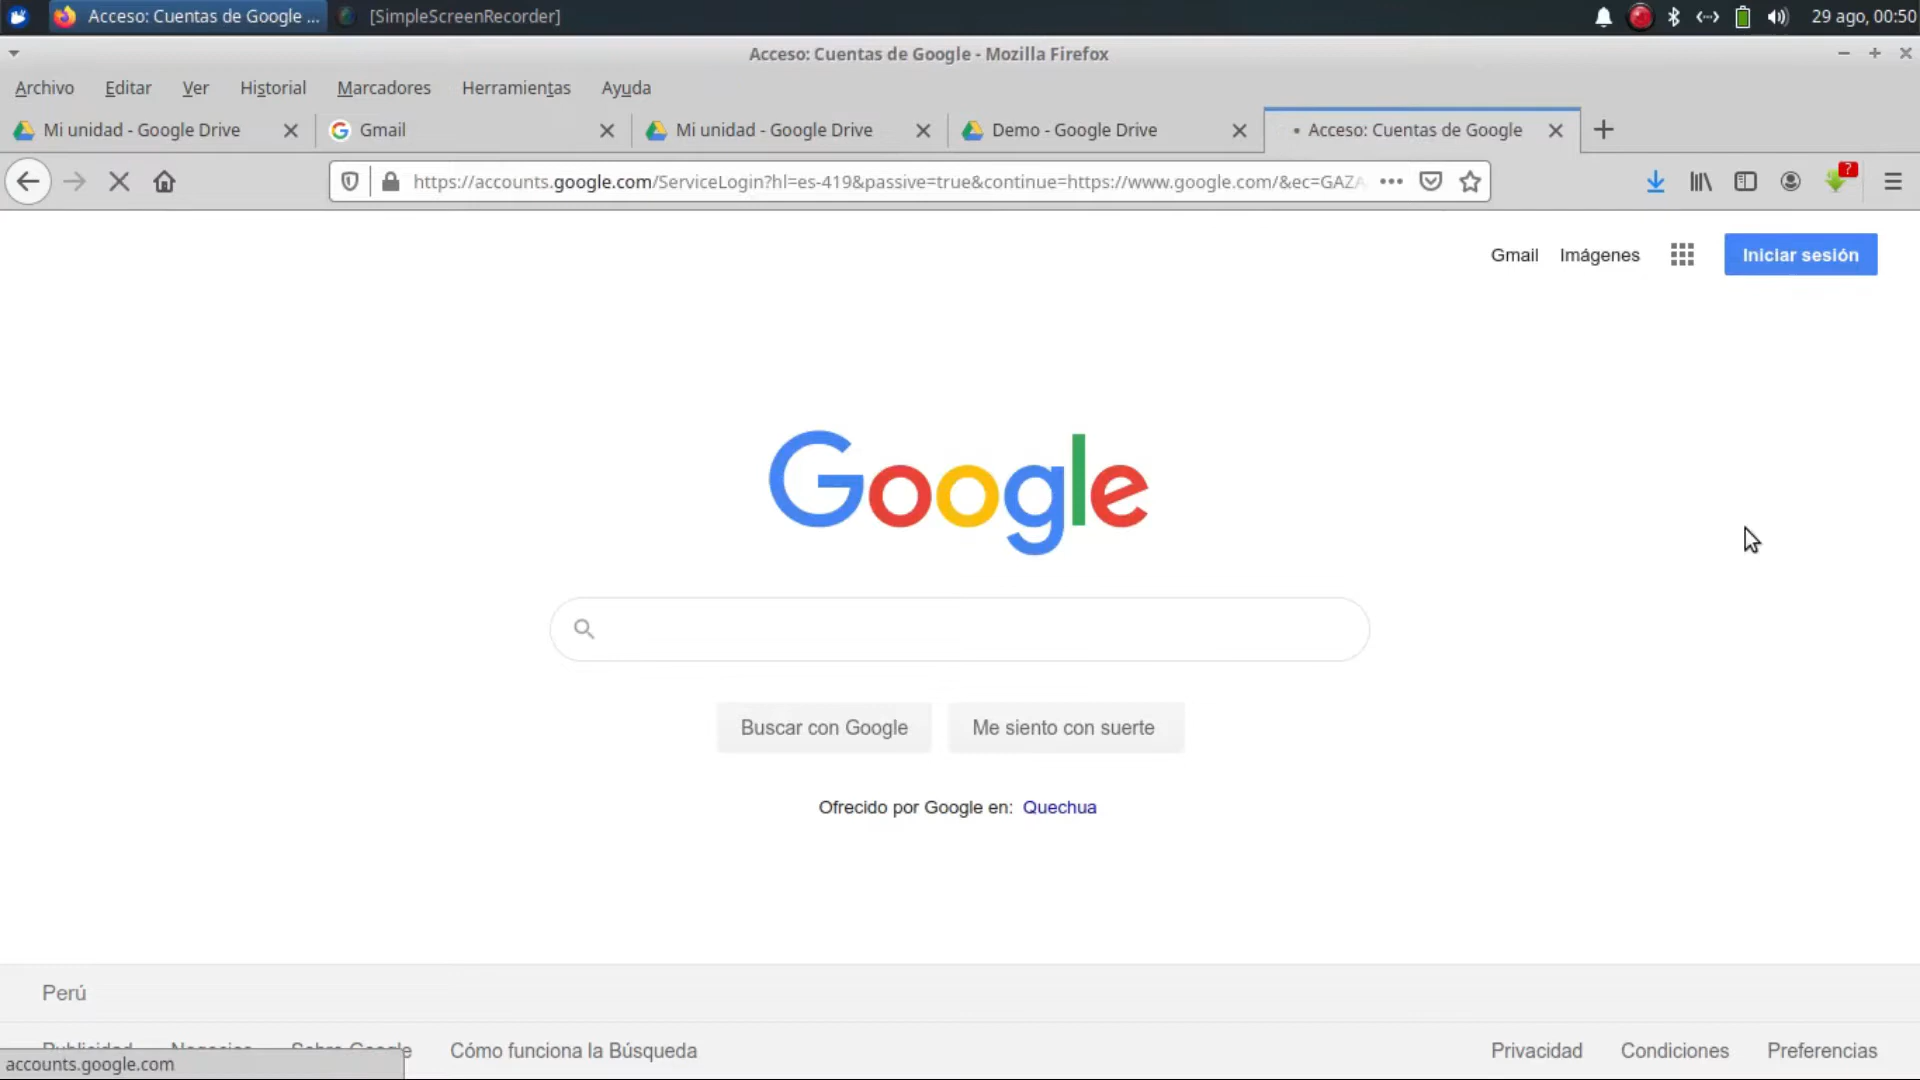 Acceso: Cuentas de Google ...
[SimpleScreenRecorder]
29 ago, 00:50
Acceso: Cuentas de Google - Mozilla Firefox
Archivo Editar Ver Historial Marcadores Herramientas Ayuda
Mi unidad - Google Drive
Gmail
Mi unidad - Google Drive
Demo - Google Drive
Acceso: Cuentas de Google
https://accounts.google.com/ServiceLogin?hl=es-419&passive=true&continue=https://www.google.com/&ec=GAZA
?
Gmail Imágenes Iniciar sesión
Google
Buscar con Google Me siento con suerte
Ofrecido por Google en: Quechua
Perú
Publicidad Negocios Sobre Google Cómo funciona la Búsqueda Privacidad Condiciones Preferencias
accounts.google.com